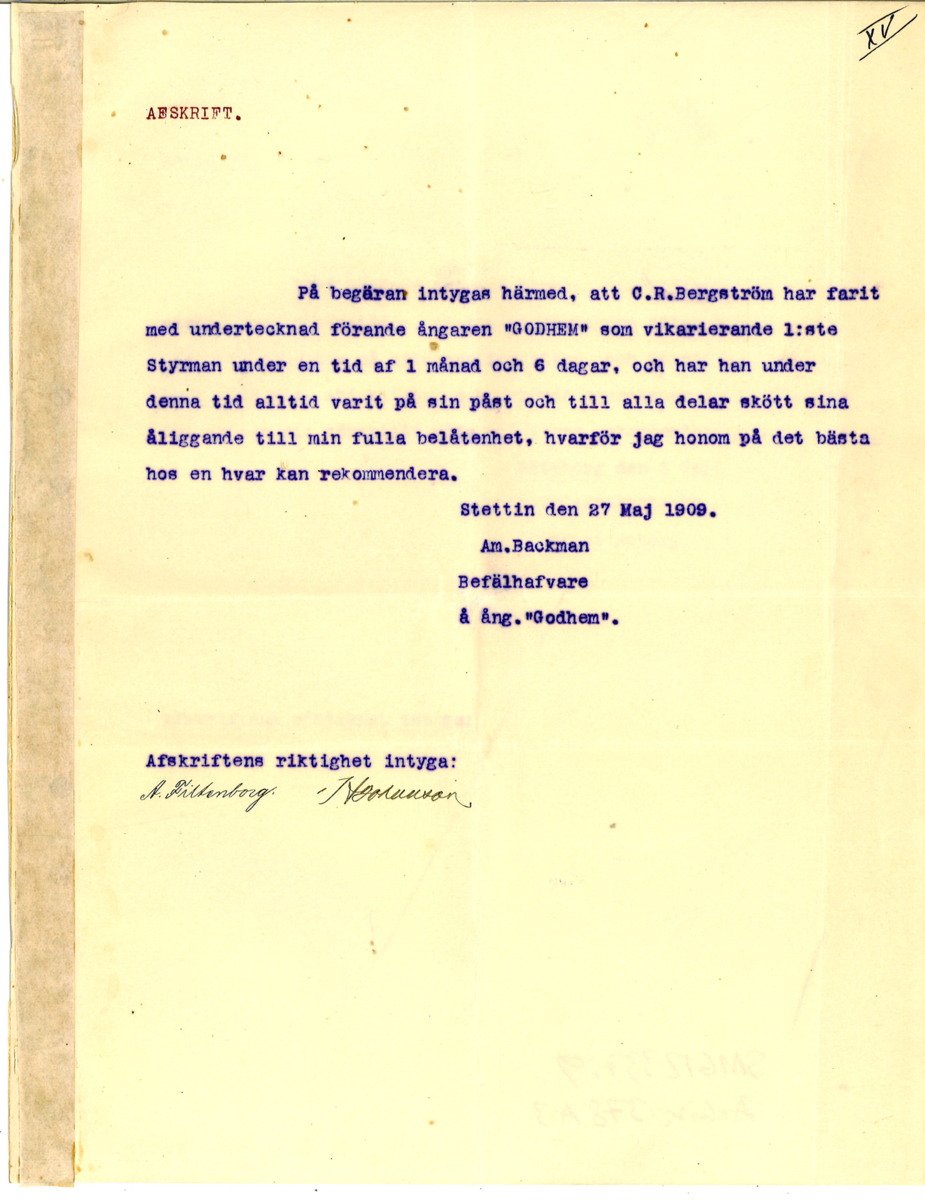 XV
AFSKRIFT.
På begäran intygas härmed, att C.R.Bergström har farit
med undertecknad förande ångaren "GODHEM" som vikarierande 1:ste
Styrman under en tid af 1 månad och 6 dagar, och har han under
denna tid alltid varit på sin påst och till alla delar skött sina
åliggande till min fulla belåtenhet, hvarför jag honom på det bästa
hos en hvar kan rekommendera.
Stettin den 27 Maj 1909.
Am.Backman
Befälhafvare
å ång."Godhem".
Afskriftens riktighet intyga:
A. Filtenborg. Johansson